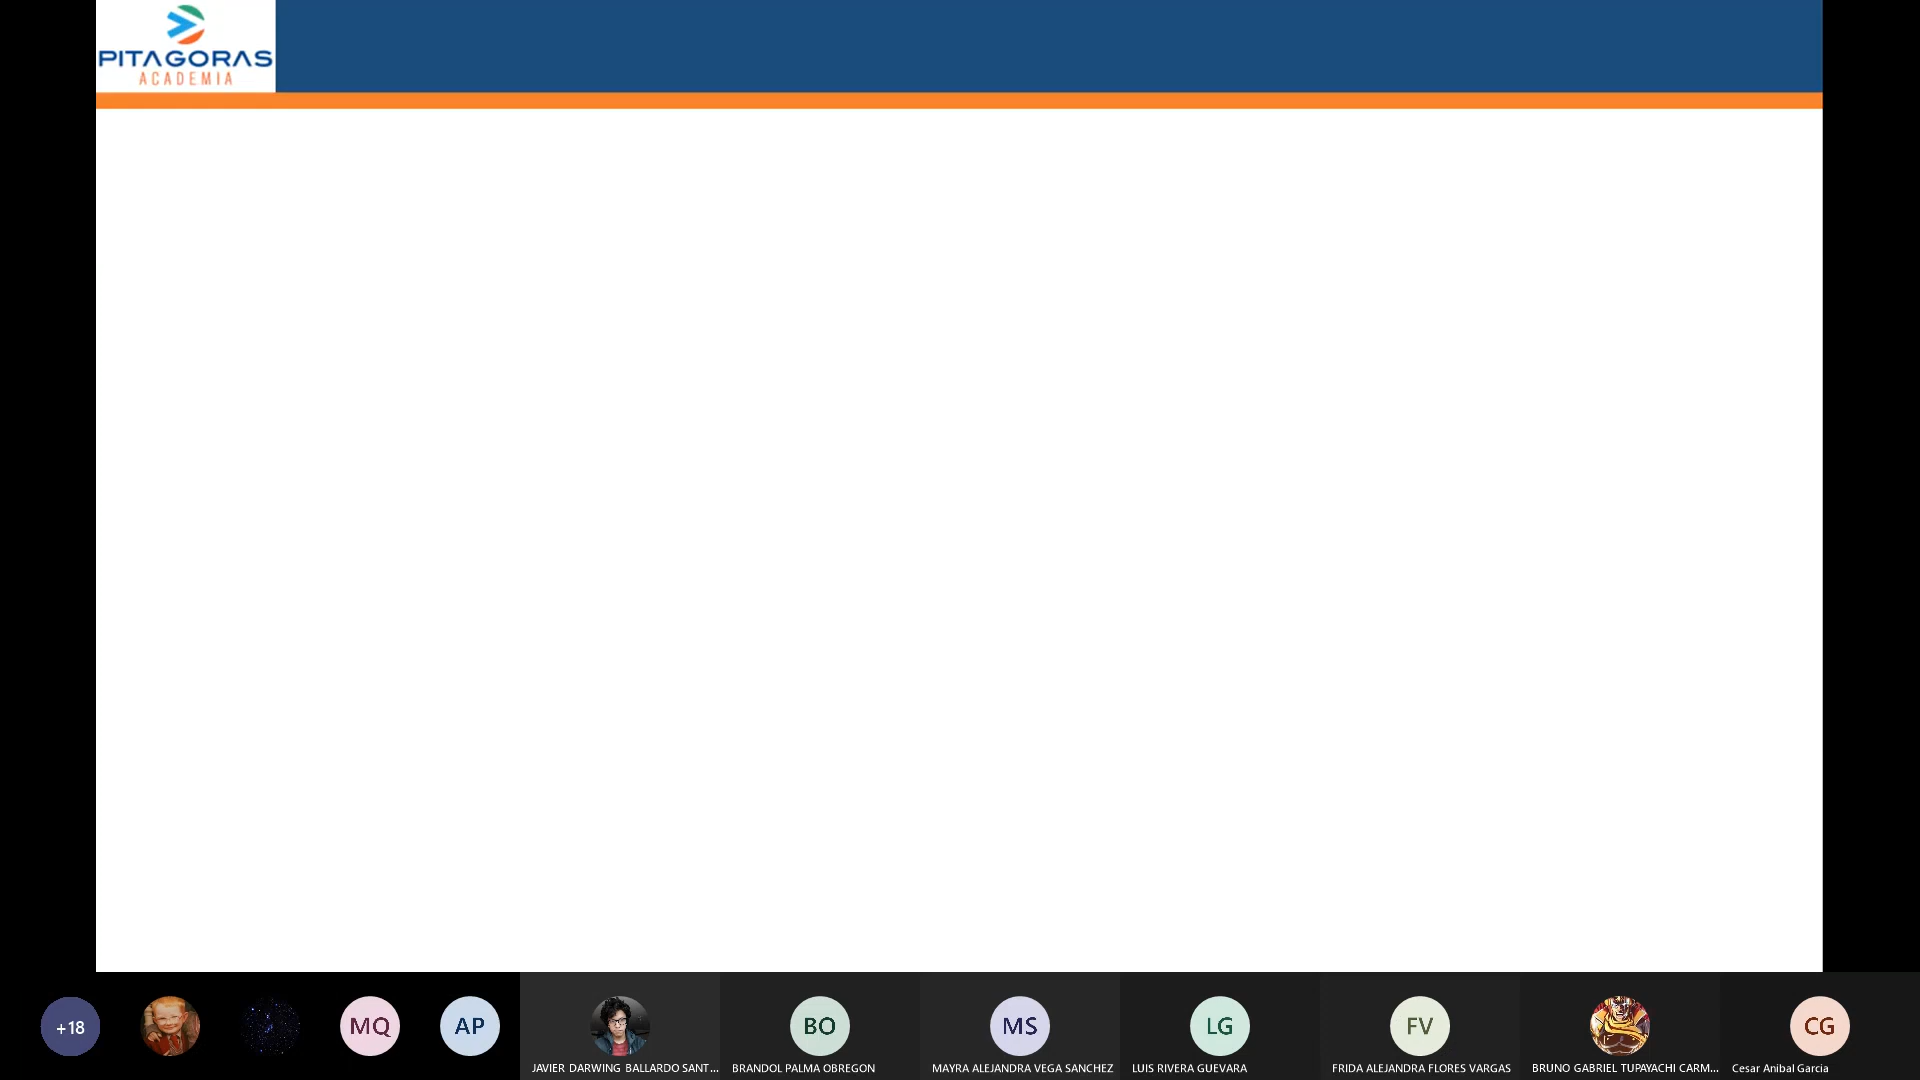 PITAGORAS
ACADEMIA
+18
MQ
AP
BO
MS
LG
FV
CG
JAVIER DARWING BALLARDO SANT...
BRANDOL PALMA OBREGON
MAYRA ALEJANDRA VEGA SANCHEZ
LUIS RIVERA GUEVARA
FRIDA ALEJANDRA FLORES VARGAS
BRUNO GABRIEL TUPAYACHI CARM...
Cesar Anibal Garcia